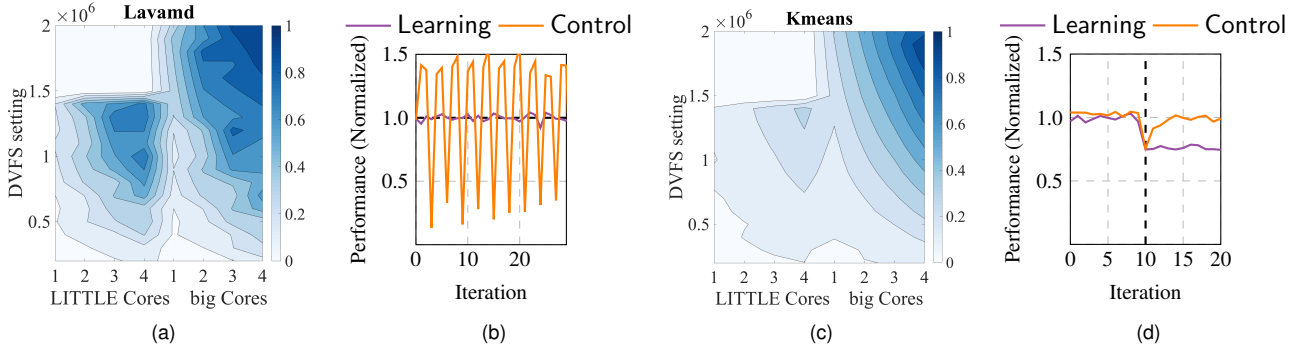 Lavamd
2 ×10^6
1.5
1
0.5
DVFS setting
1 2 3 4 1 2 3 4
LITTLE Cores big Cores
1
0.8
0.6
0.4
0.2
0
(a)
Learning Control
1.5
1.0
0.5
Performance (Normalized)
0 10 20
Iteration
(b)
Kmeans
2 ×10^6
1.5
1
0.5
DVFS setting
1 2 3 4 1 2 3 4
LITTLE Cores big Cores
1
0.8
0.6
0.4
0.2
0
(c)
Learning Control
1.5
1.0
0.5
Performance (Normalized)
0 5 10 15 20
Iteration
(d)